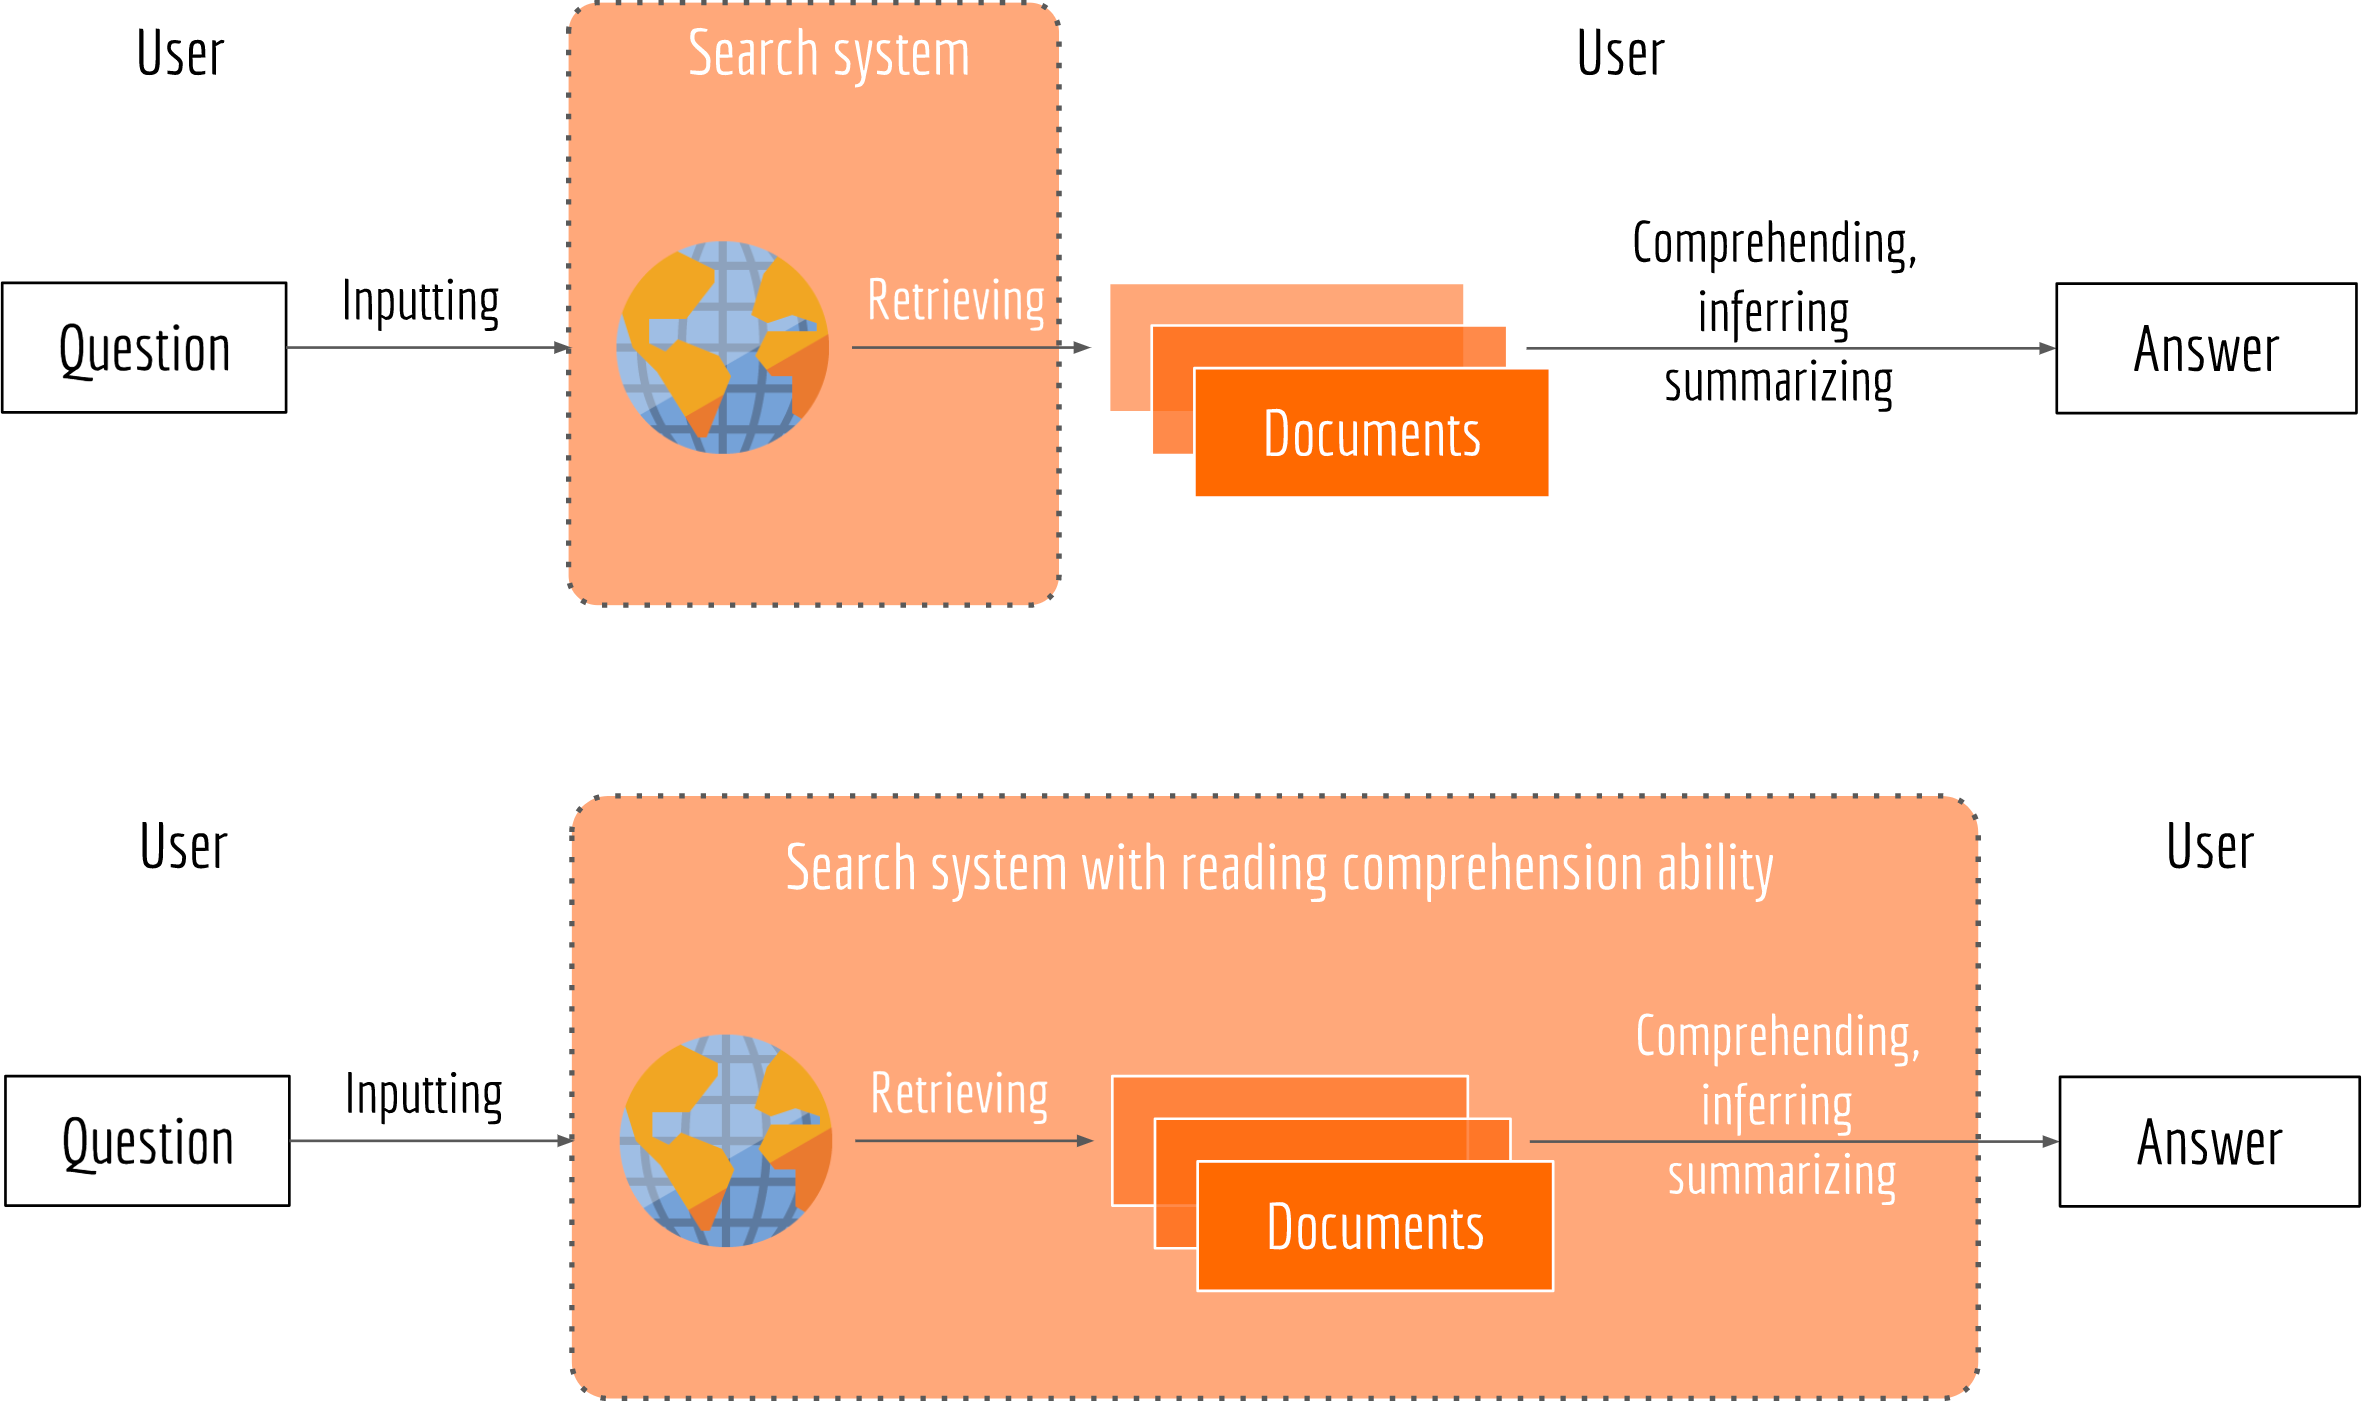 User
Search system
User
Question
Inputting
Retrieving
Documents
Comprehending,
inferring
summarizing
Answer
User
Search system with reading comprehension ability
User
Question
Inputting
Retrieving
Documents
Comprehending,
inferring
summarizing
Answer